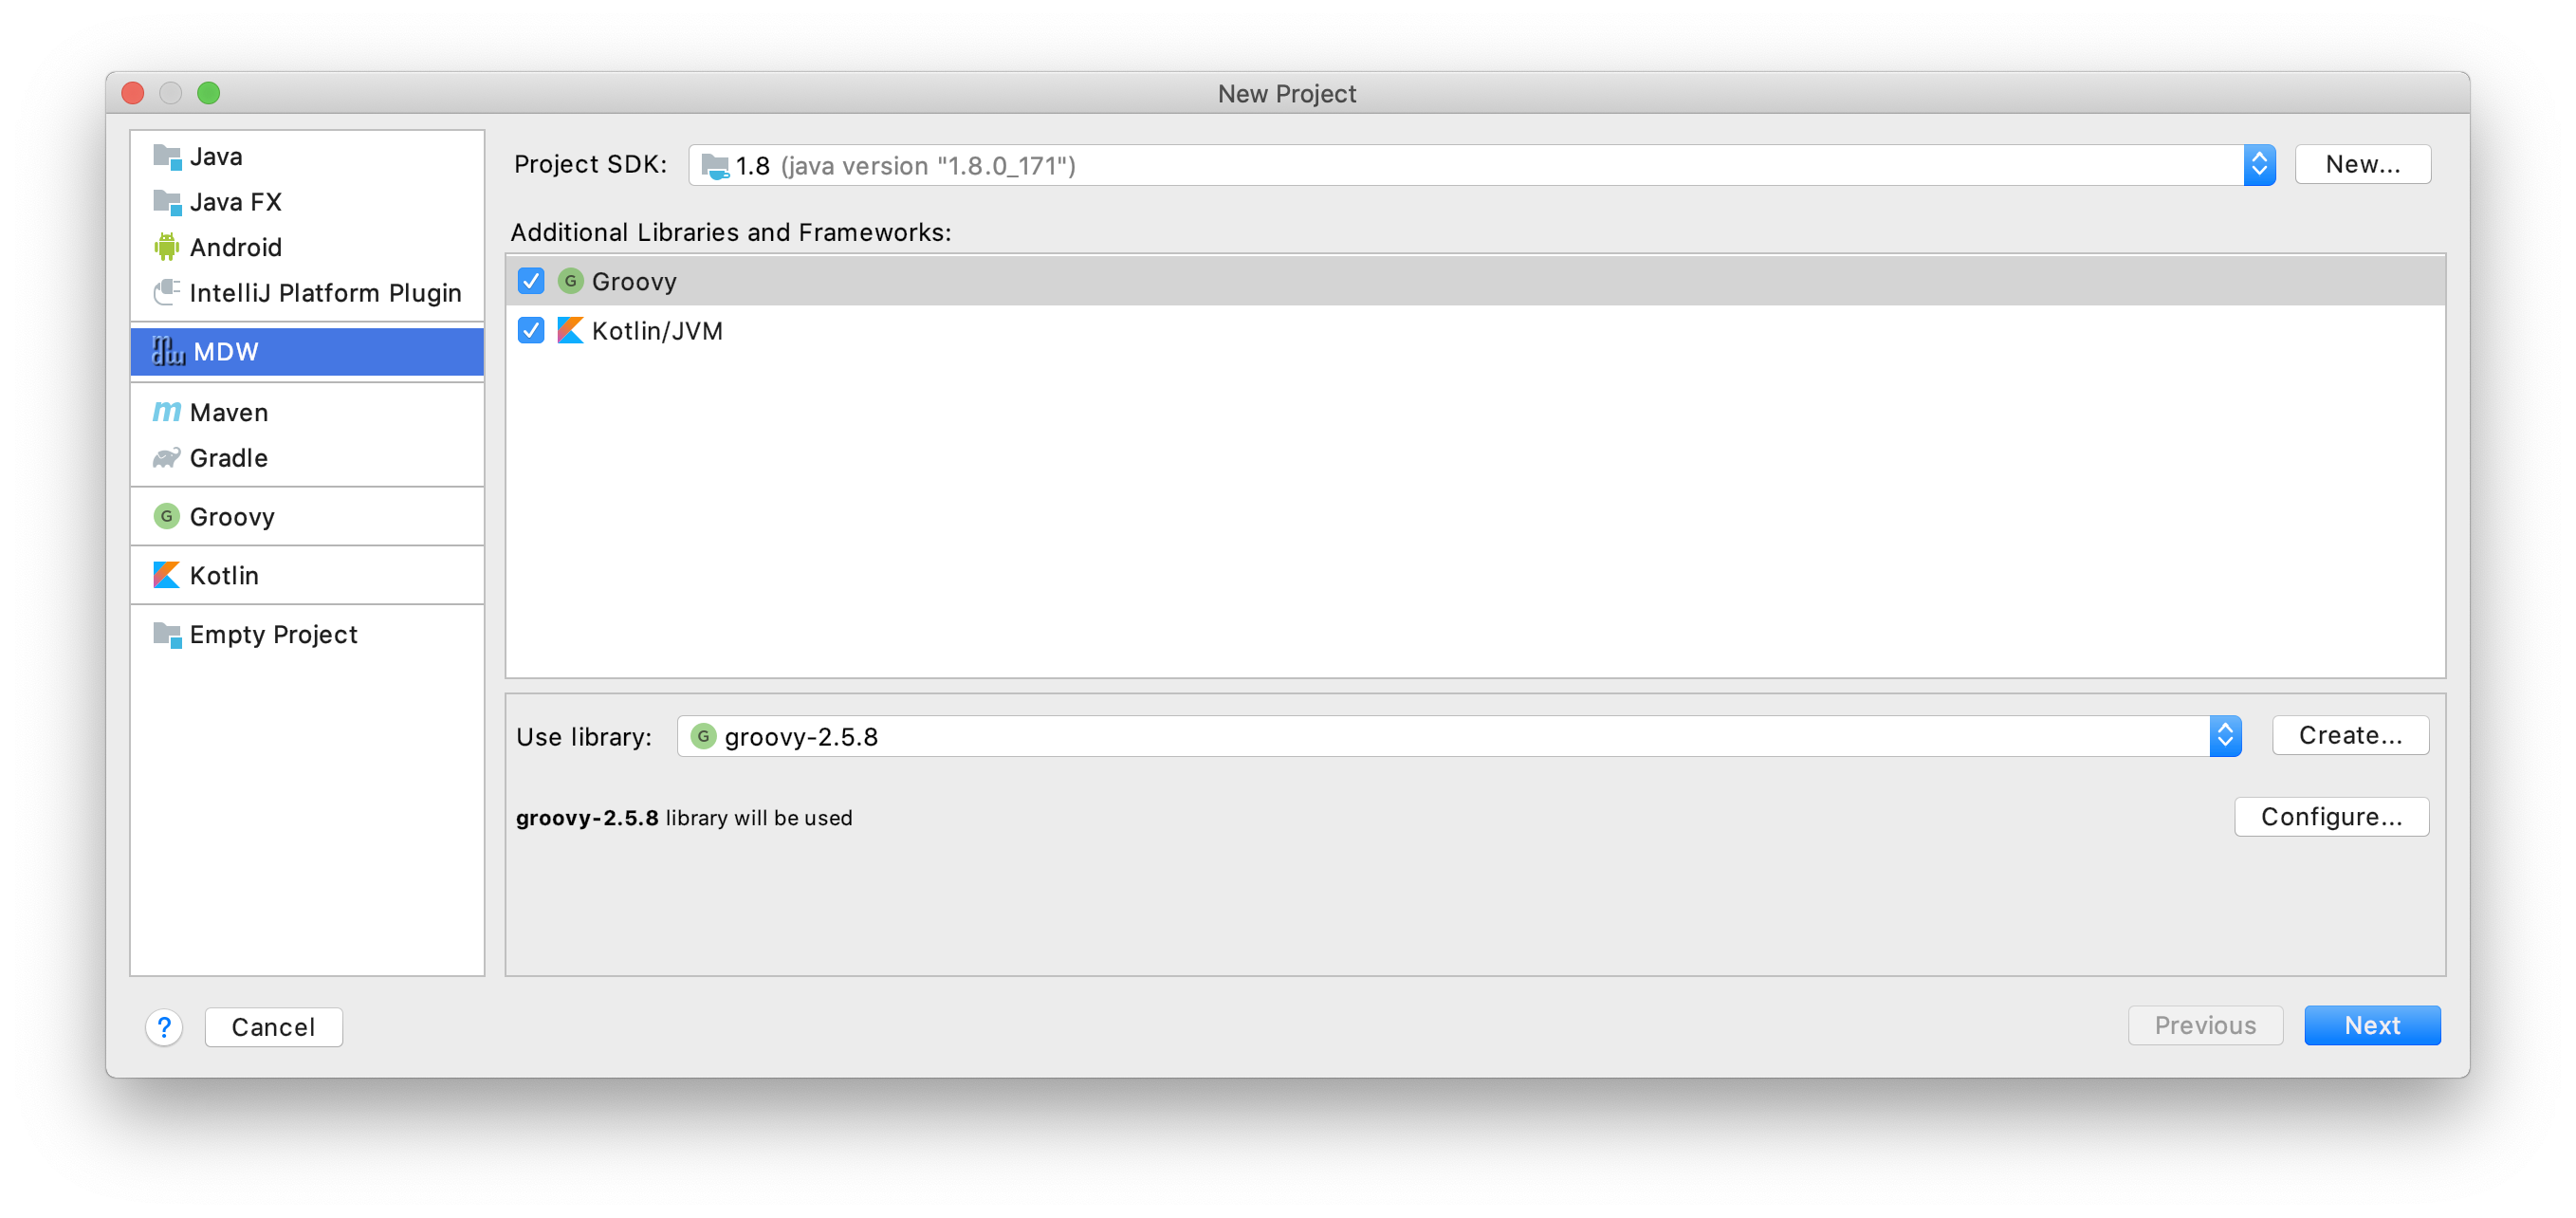 New Project
Java
Java FX
Android
IntelliJ Platform Plugin
mdw MDW
m Maven
Gradle
G Groovy
Kotlin
Empty Project
Project SDK: 1.8 (java version "1.8.0_171") New...
Additional Libraries and Frameworks:
G Groovy
Kotlin/JVM
Use library: G groovy-2.5.8 Create...
groovy-2.5.8 library will be used Configure...
? Cancel Previous Next